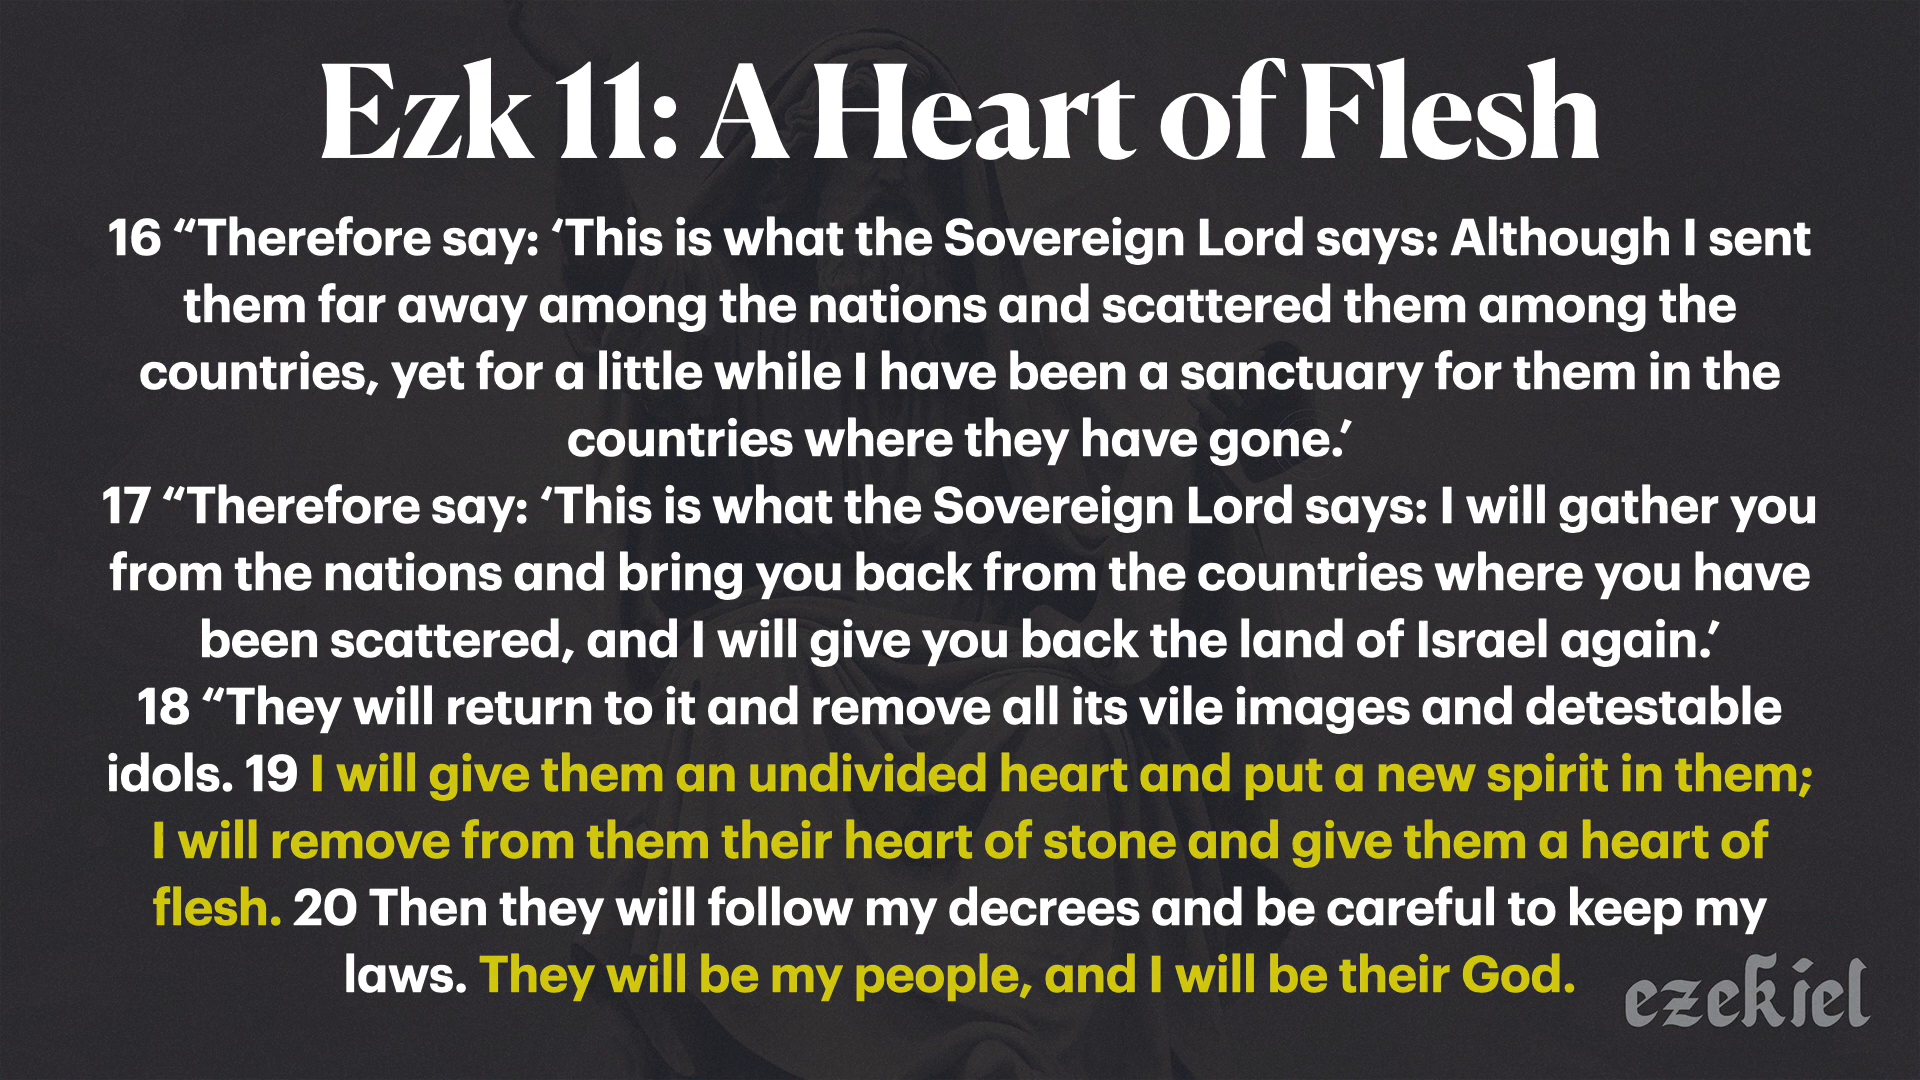 Ezk 11: A Heart of Flesh
16 “Therefore say: ‘This is what the Sovereign Lord says: Although I sent
them far away among the nations and scattered them among the
countries, yet for a little while I have been a sanctuary for them in the
countries where they have gone.’
17 “Therefore say: ‘This is what the Sovereign Lord says: I will gather you
from the nations and bring you back from the countries where you have
been scattered, and I will give you back the land of Israel again.’
18 “They will return to it and remove all its vile images and detestable
idols. 19 I will give them an undivided heart and put a new spirit in them;
I will remove from them their heart of stone and give them a heart of
flesh. 20 Then they will follow my decrees and be careful to keep my
laws. They will be my people, and I will be their God.
ezekiel